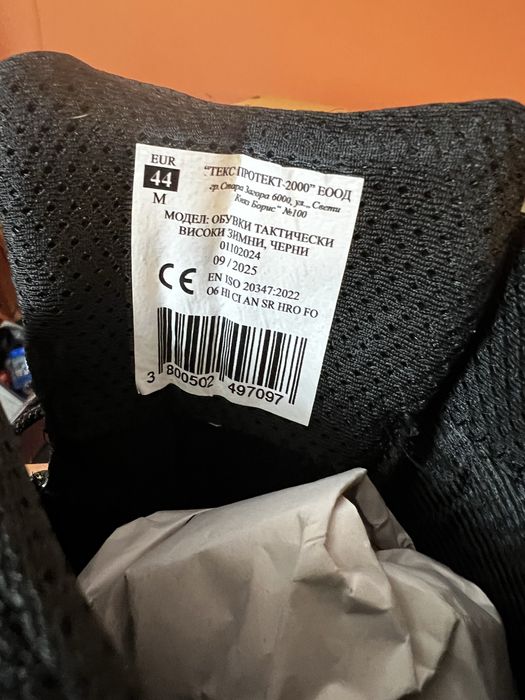 EUR
44
M
"ТЕКС ПРОТЕКТ-2000" ЕООД
гр. Стара Загора 6000, ул.,, Свети
Княз Борис" №100
МОДЕЛ: ОБУВКИ ТАКТИЧЕСКИ
ВИСОКИ ЗИМНИ, ЧЕРНИ
01102024
09 / 2025
CE
EN ISO 20347:2022
O6 HI CI AN SR HRO FO
3 800502 497097